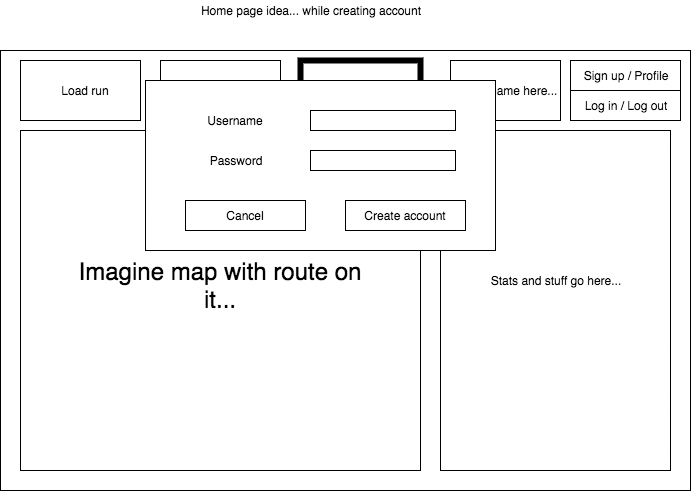 Home page idea... while creating account
Load run
ame here...
Sign up / Profile
Log in / Log out
Username
Password
Cancel
Create account
Imagine map with route on
it...
Stats and stuff go here...